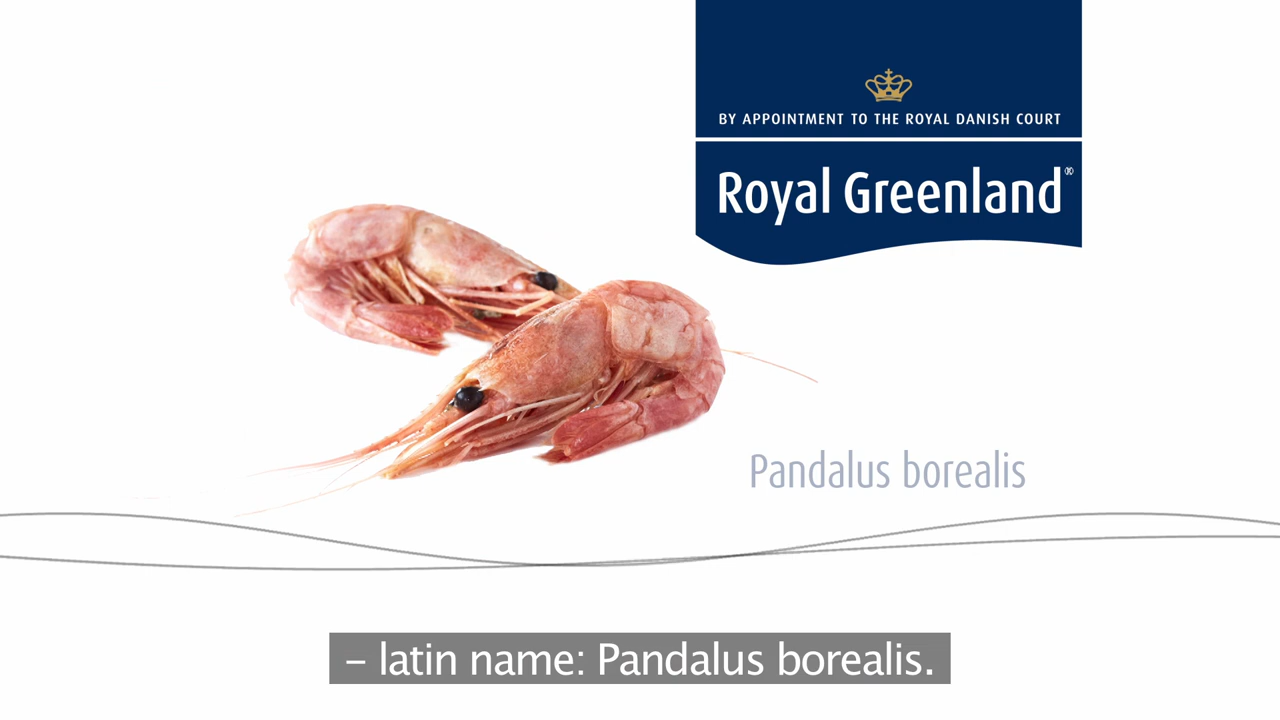 BY APPOINTMENT TO THE ROYAL DANISH COURT
Royal Greenland®
Pandalus borealis
– latin name: Pandalus borealis.